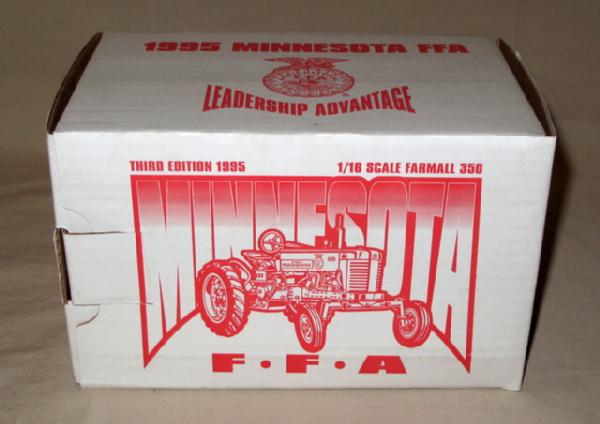 1995 MINNESOTA FFA
LEADERSHIP ADVANTAGE
THIRD EDITION 1995 1/16 SCALE FARMALL 350
MINNESOTA
F·F·A